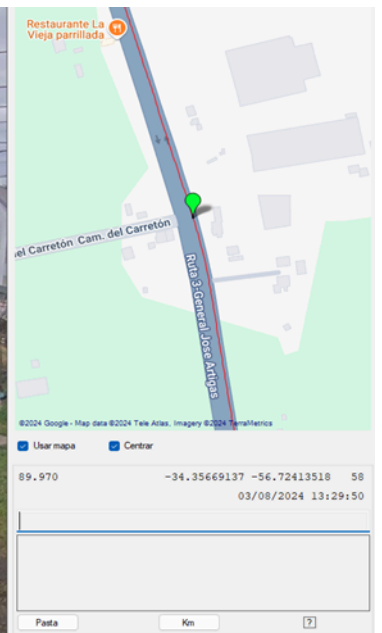 Restaurante La
Vieja parrillada
el Carretón Cam. del Carretón
Ruta 3-General Jose Artigas
©2024 Google - Map data ©2024 Tele Atlas, Imagery ©2024 TerraMetrics
Usar mapa Centrar
89.970 -34.35669137 -56.72413518 58
03/08/2024 13:29:50
Pasta Km ?